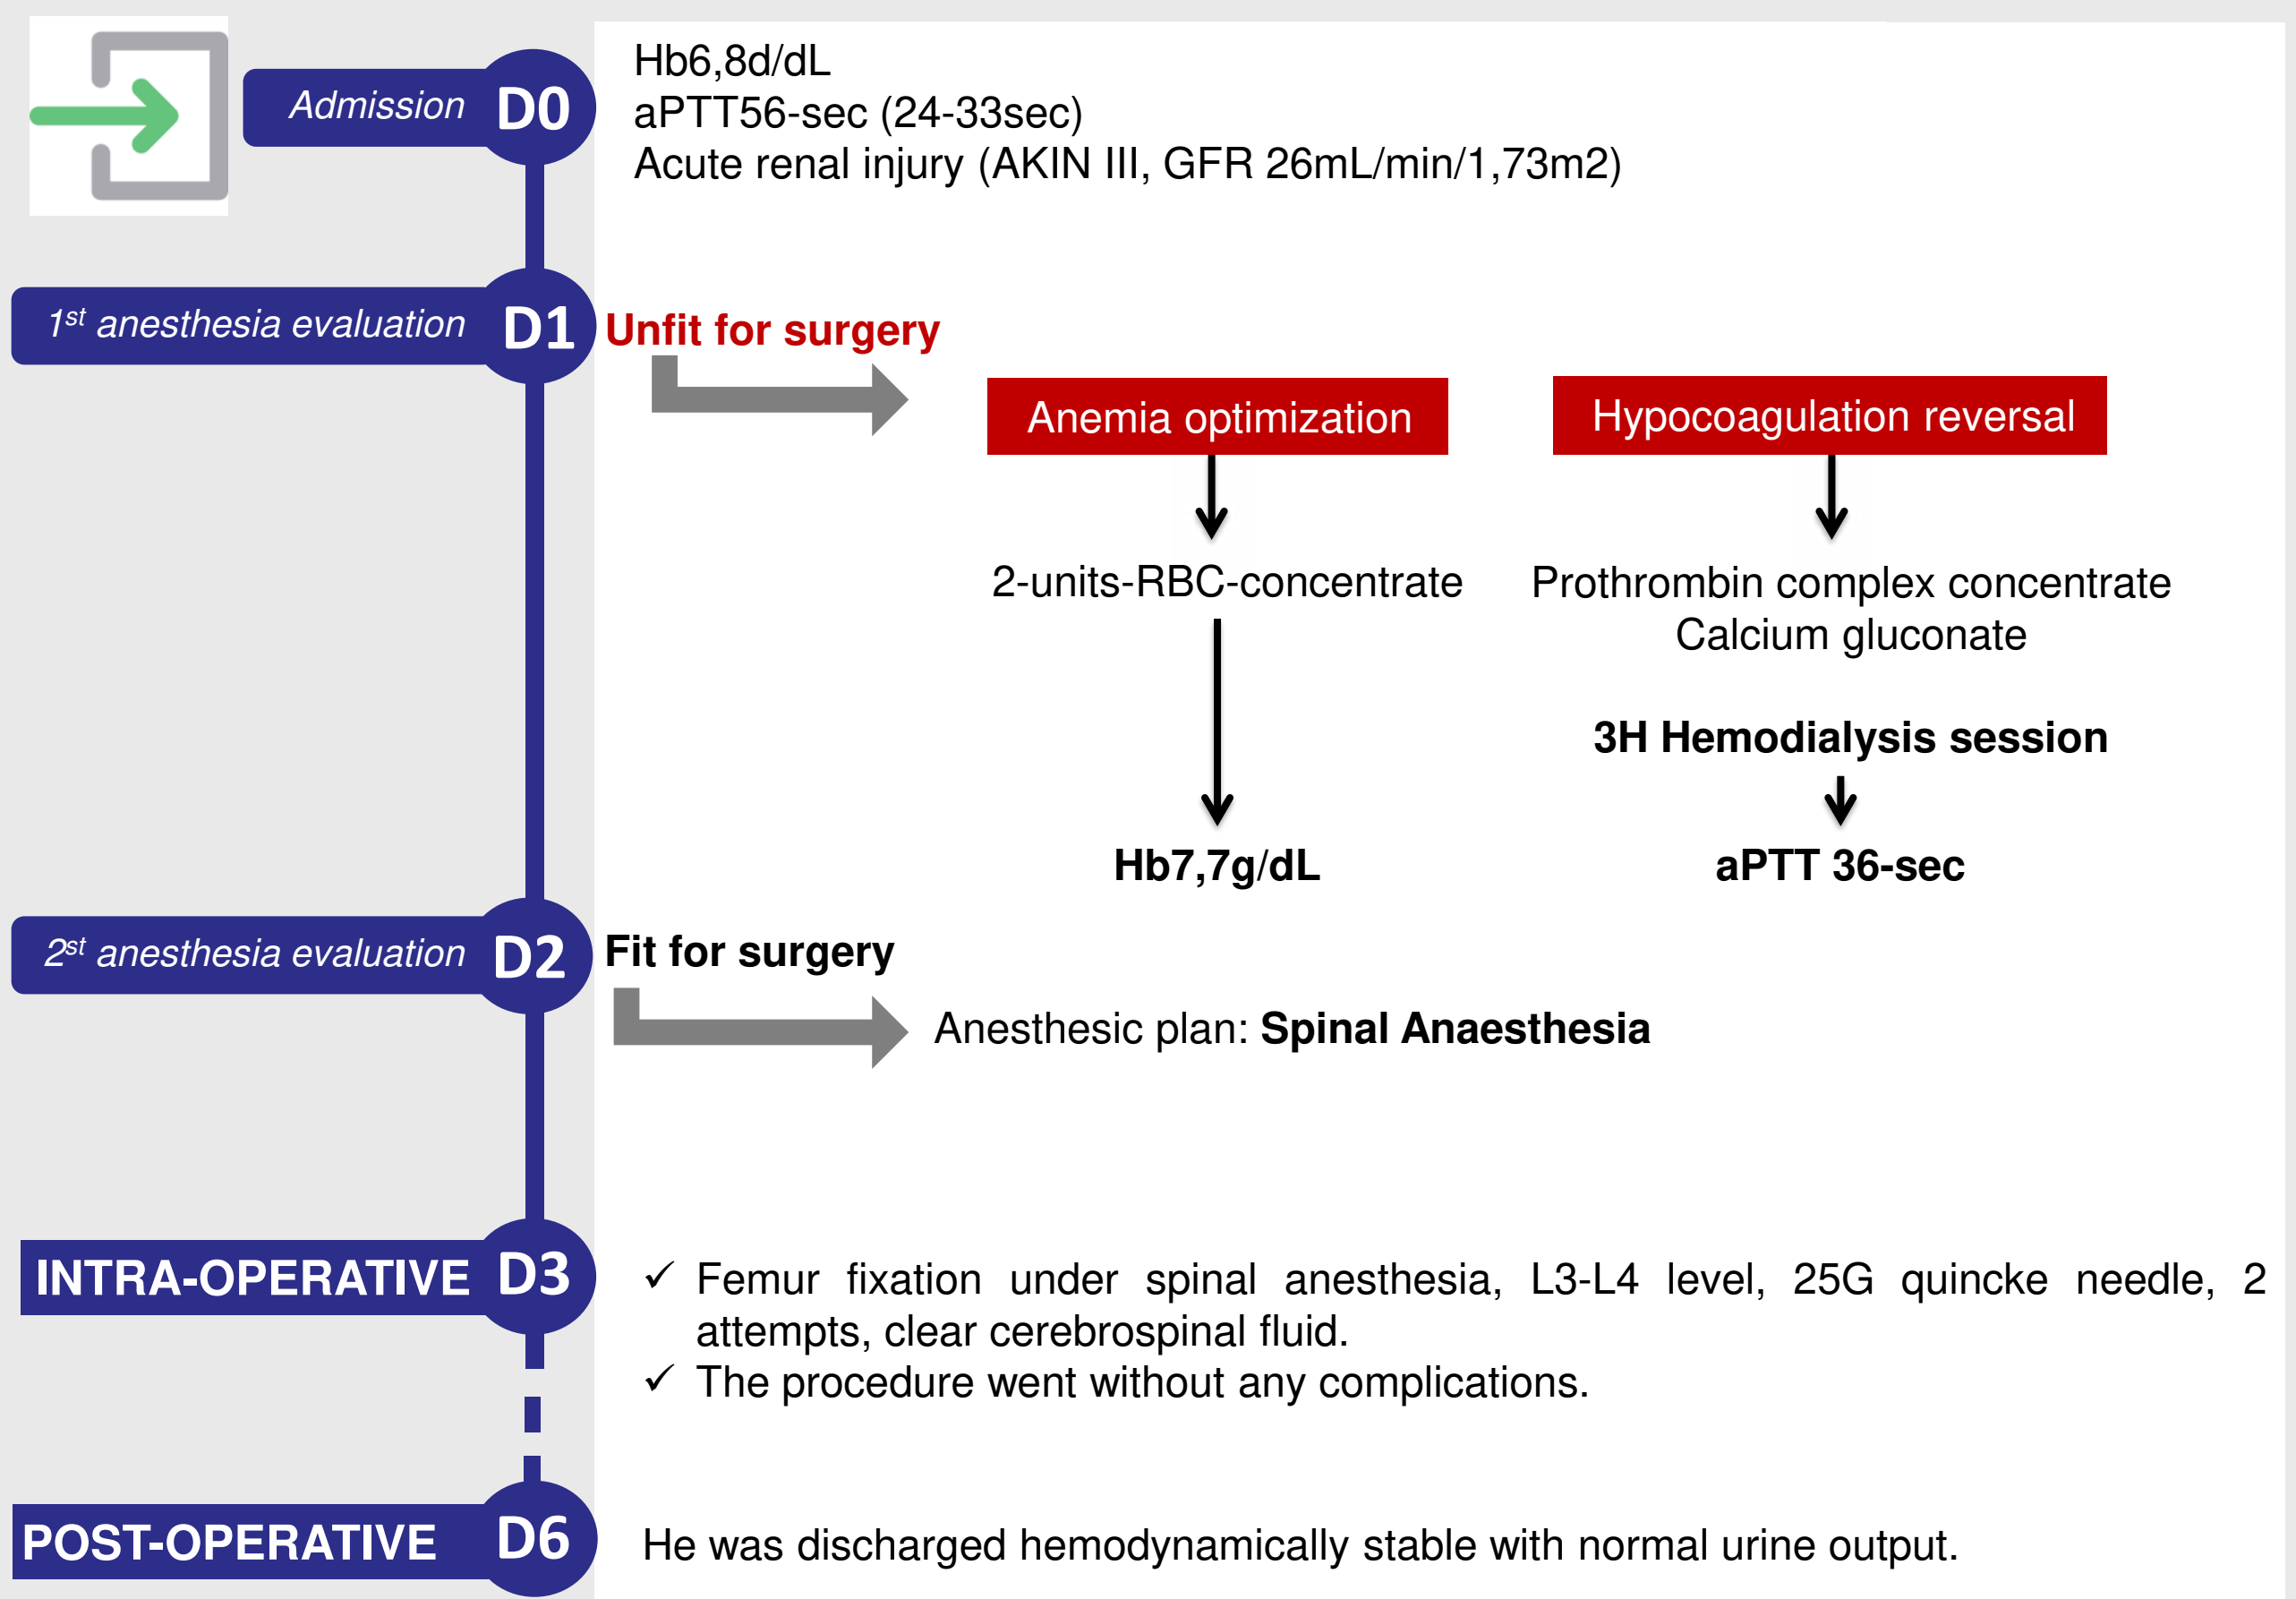 Admission D0
Hb6,8d/dL
aPTT56-sec (24-33sec)
Acute renal injury (AKIN III, GFR 26mL/min/1,73m2)
1st anesthesia evaluation D1
Unfit for surgery
Anemia optimization
Hypocoagulation reversal
2-units-RBC-concentrate
Prothrombin complex concentrate
Calcium gluconate
3H Hemodialysis session
Hb7,7g/dL
aPTT 36-sec
2st anesthesia evaluation D2
Fit for surgery
Anesthesic plan: Spinal Anaesthesia
INTRA-OPERATIVE D3
✓ Femur fixation under spinal anesthesia, L3-L4 level, 25G quincke needle, 2
attempts, clear cerebrospinal fluid.
✓ The procedure went without any complications.
POST-OPERATIVE D6
He was discharged hemodynamically stable with normal urine output.